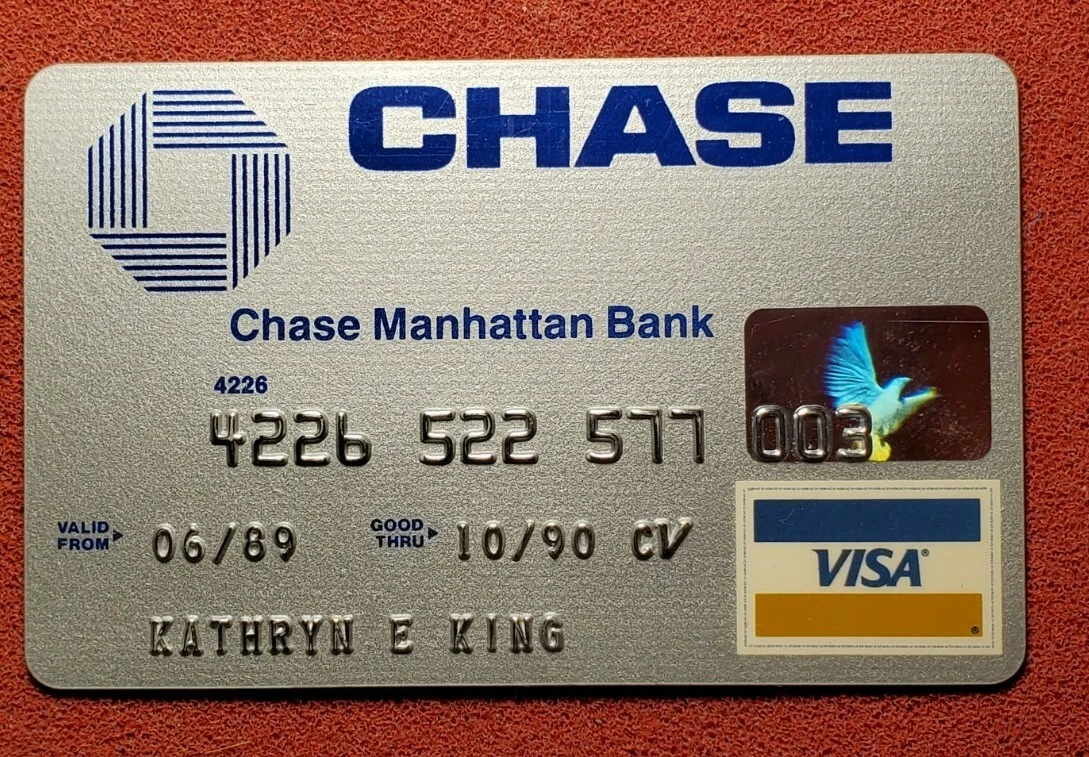 CHASE
Chase Manhattan Bank
4226
4226 522 577 003
VALID FROM 06/89 GOOD THRU 10/90 CV
VISA®
®
KATHRYN E KING